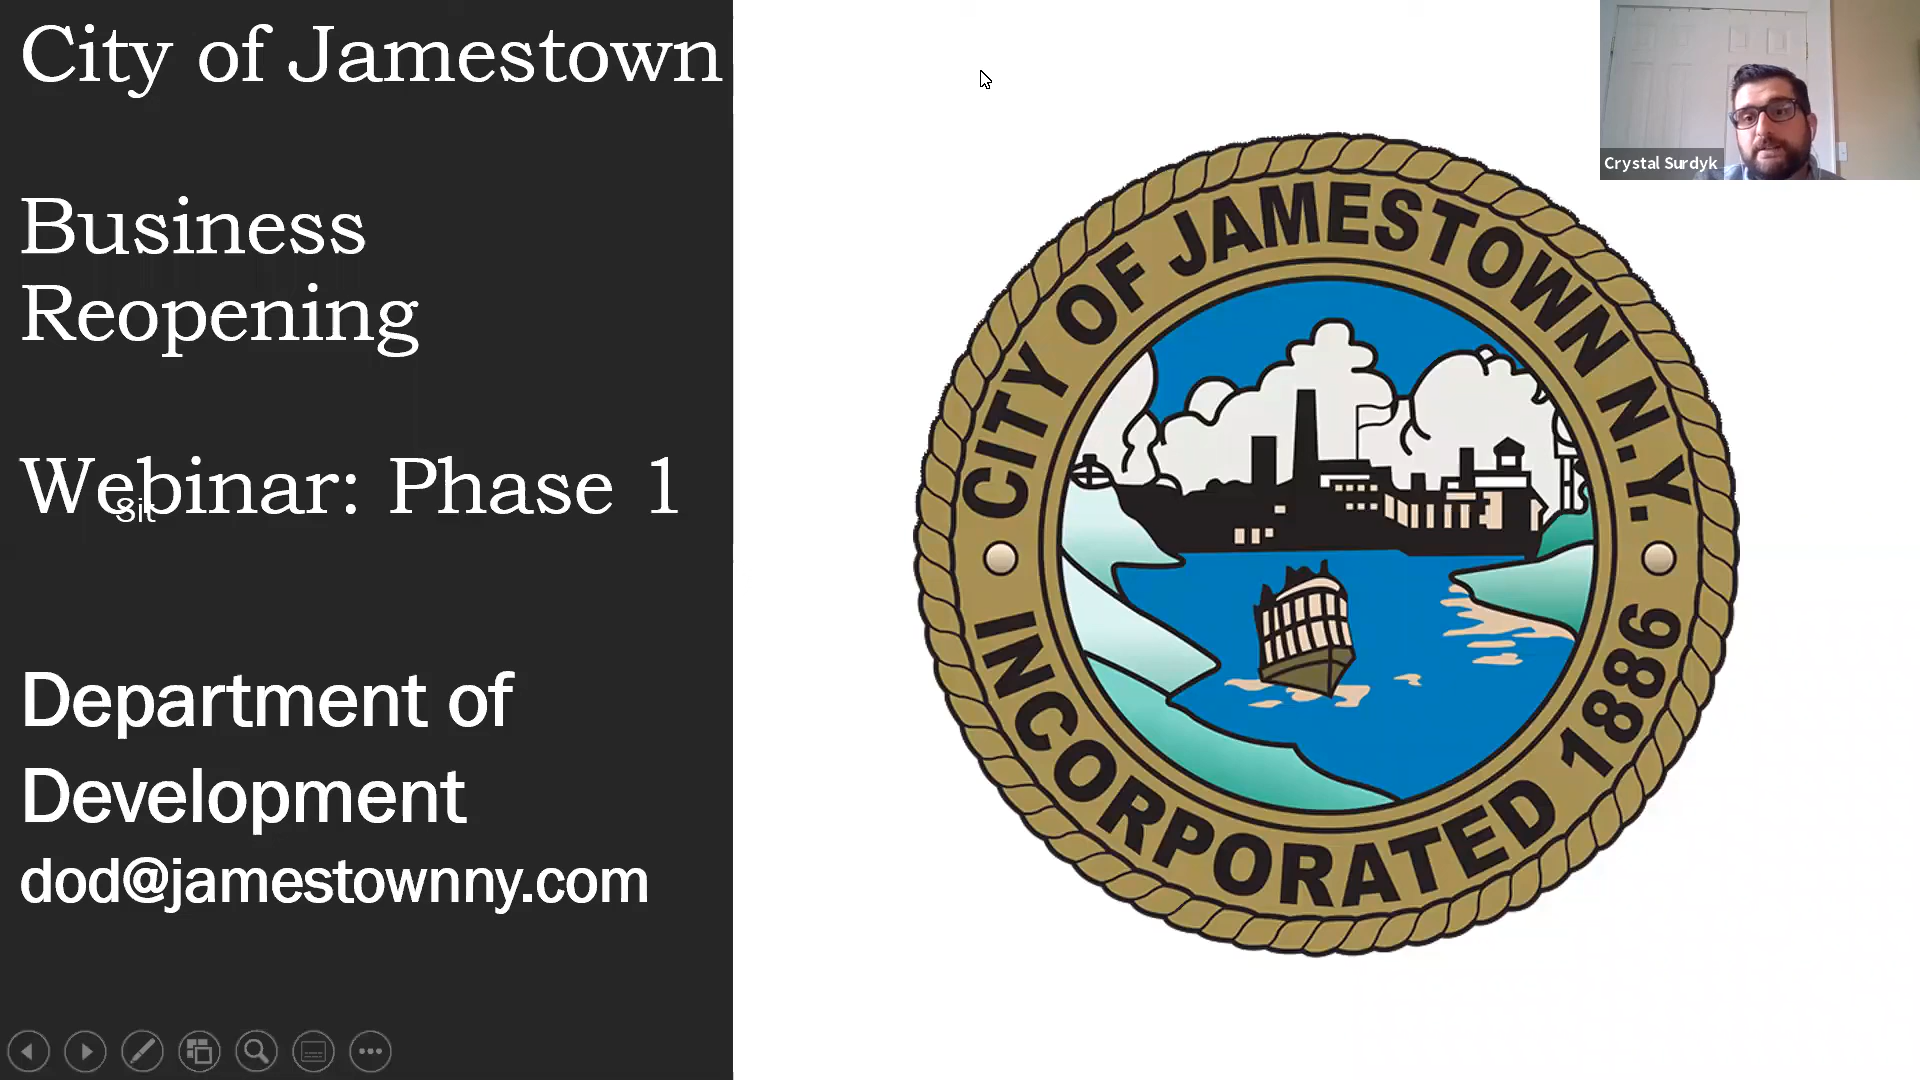 City of Jamestown
Business
Reopening
Webinar: Phase 1
Sit
Department of
Development
dod@jamestownny.com
CITY OF JAMESTOWN N.Y.
INCORPORATED 1886
Crystal Surdyk